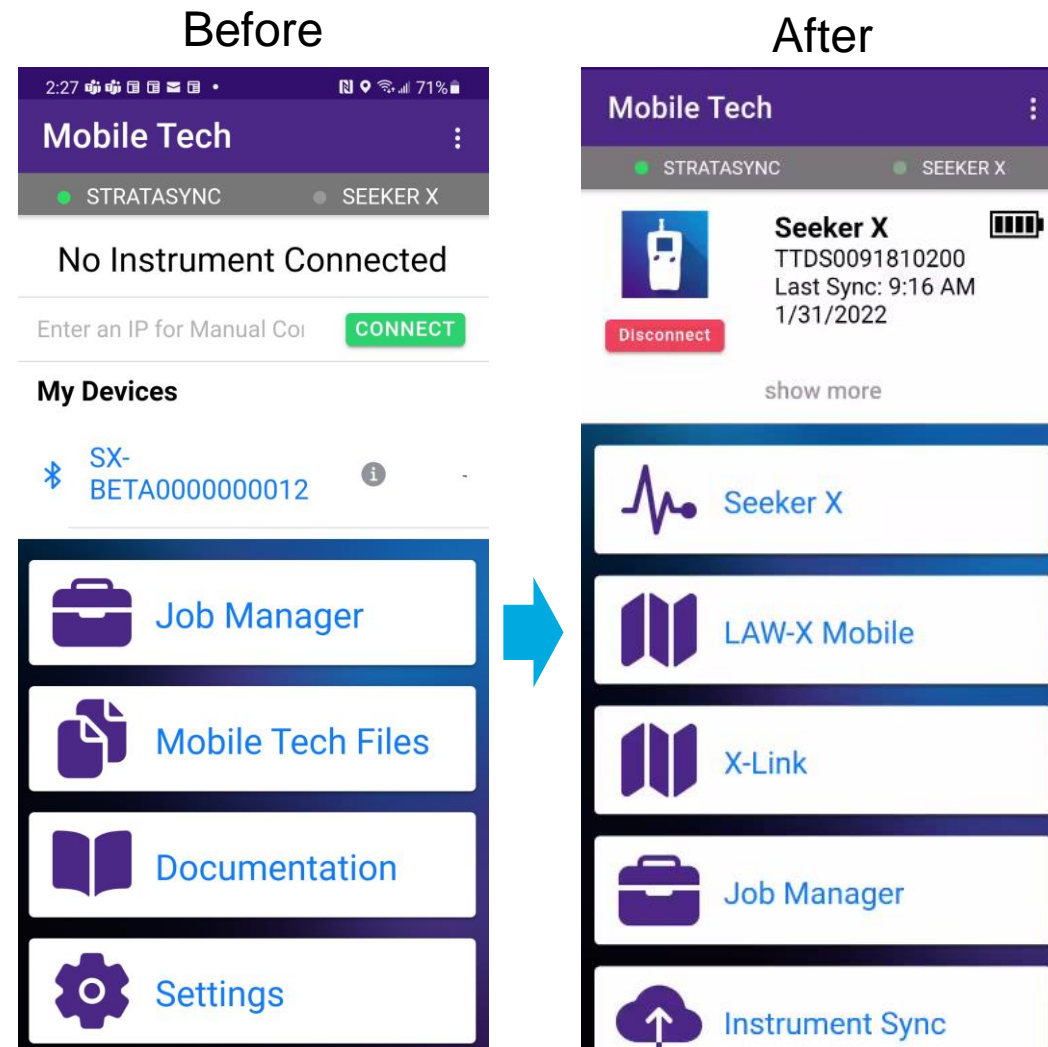 Before
2:27
71%
Mobile Tech
STRATASYNC SEEKER X
No Instrument Connected
Enter an IP for Manual Co
CONNECT
My Devices
SX-
BETA0000000012
-
Job Manager
Mobile Tech Files
Documentation
Settings
After
Mobile Tech
STRATASYNC SEEKER X
Seeker X
TTDS0091810200
Last Sync: 9:16 AM
1/31/2022
Disconnect
show more
Seeker X
LAW-X Mobile
X-Link
Job Manager
Instrument Sync